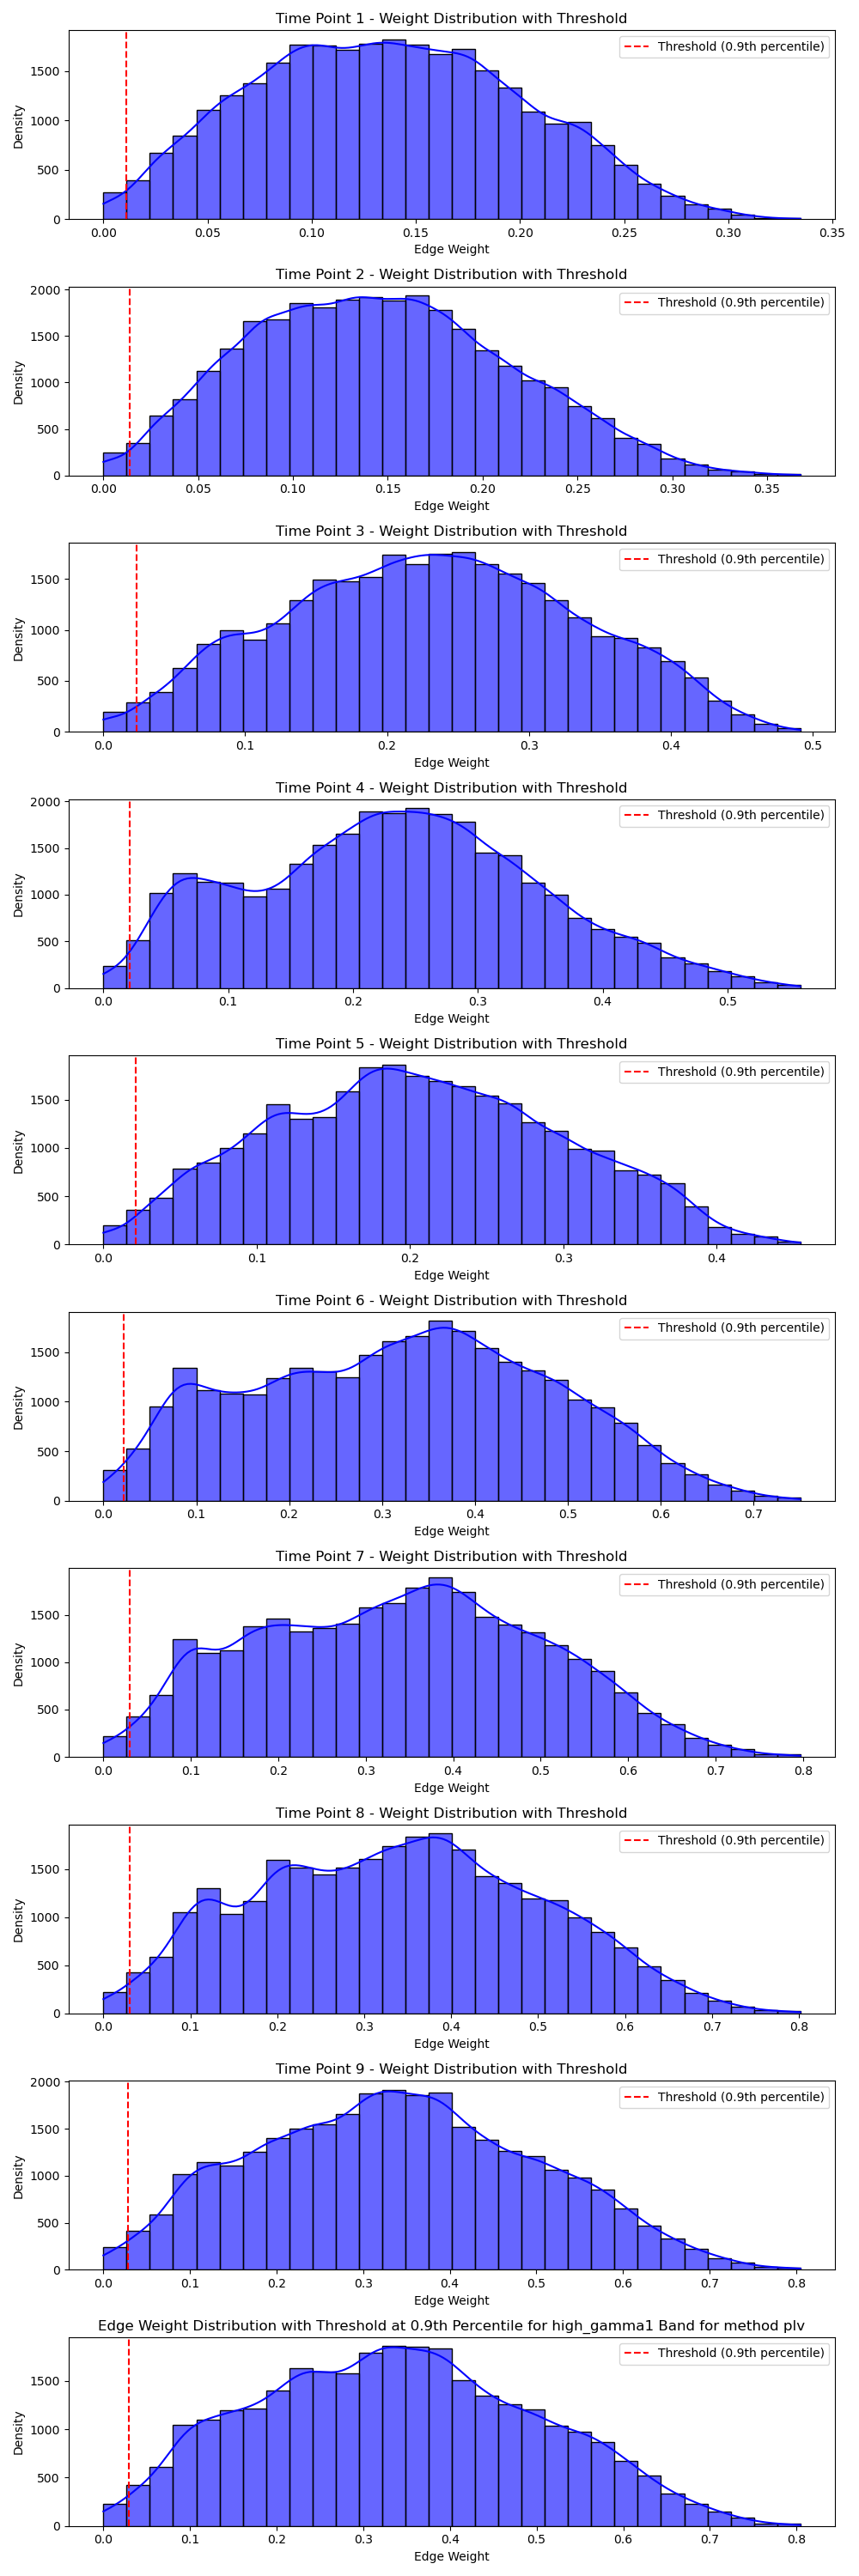 Time Point 1 - Weight Distribution with Threshold
Threshold (0.9th percentile)
Density
1500
1000
500
0
0.00 0.05 0.10 0.15 0.20 0.25 0.30 0.35
Edge Weight
Time Point 2 - Weight Distribution with Threshold
Threshold (0.9th percentile)
Density
2000
1500
1000
500
0
0.00 0.05 0.10 0.15 0.20 0.25 0.30 0.35
Edge Weight
Time Point 3 - Weight Distribution with Threshold
Threshold (0.9th percentile)
Density
1500
1000
500
0
0.0 0.1 0.2 0.3 0.4 0.5
Edge Weight
Time Point 4 - Weight Distribution with Threshold
Threshold (0.9th percentile)
Density
2000
1500
1000
500
0
0.0 0.1 0.2 0.3 0.4 0.5
Edge Weight
Time Point 5 - Weight Distribution with Threshold
Threshold (0.9th percentile)
Density
1500
1000
500
0
0.0 0.1 0.2 0.3 0.4
Edge Weight
Time Point 6 - Weight Distribution with Threshold
Threshold (0.9th percentile)
Density
1500
1000
500
0
0.0 0.1 0.2 0.3 0.4 0.5 0.6 0.7
Edge Weight
Time Point 7 - Weight Distribution with Threshold
Threshold (0.9th percentile)
Density
1500
1000
500
0
0.0 0.1 0.2 0.3 0.4 0.5 0.6 0.7 0.8
Edge Weight
Time Point 8 - Weight Distribution with Threshold
Threshold (0.9th percentile)
Density
1500
1000
500
0
0.0 0.1 0.2 0.3 0.4 0.5 0.6 0.7 0.8
Edge Weight
Time Point 9 - Weight Distribution with Threshold
Threshold (0.9th percentile)
Density
2000
1500
1000
500
0
0.0 0.1 0.2 0.3 0.4 0.5 0.6 0.7 0.8
Edge Weight
Edge Weight Distribution with Threshold at 0.9th Percentile for high_gamma1 Band for method plv
Threshold (0.9th percentile)
Density
1500
1000
500
0
0.0 0.1 0.2 0.3 0.4 0.5 0.6 0.7 0.8
Edge Weight